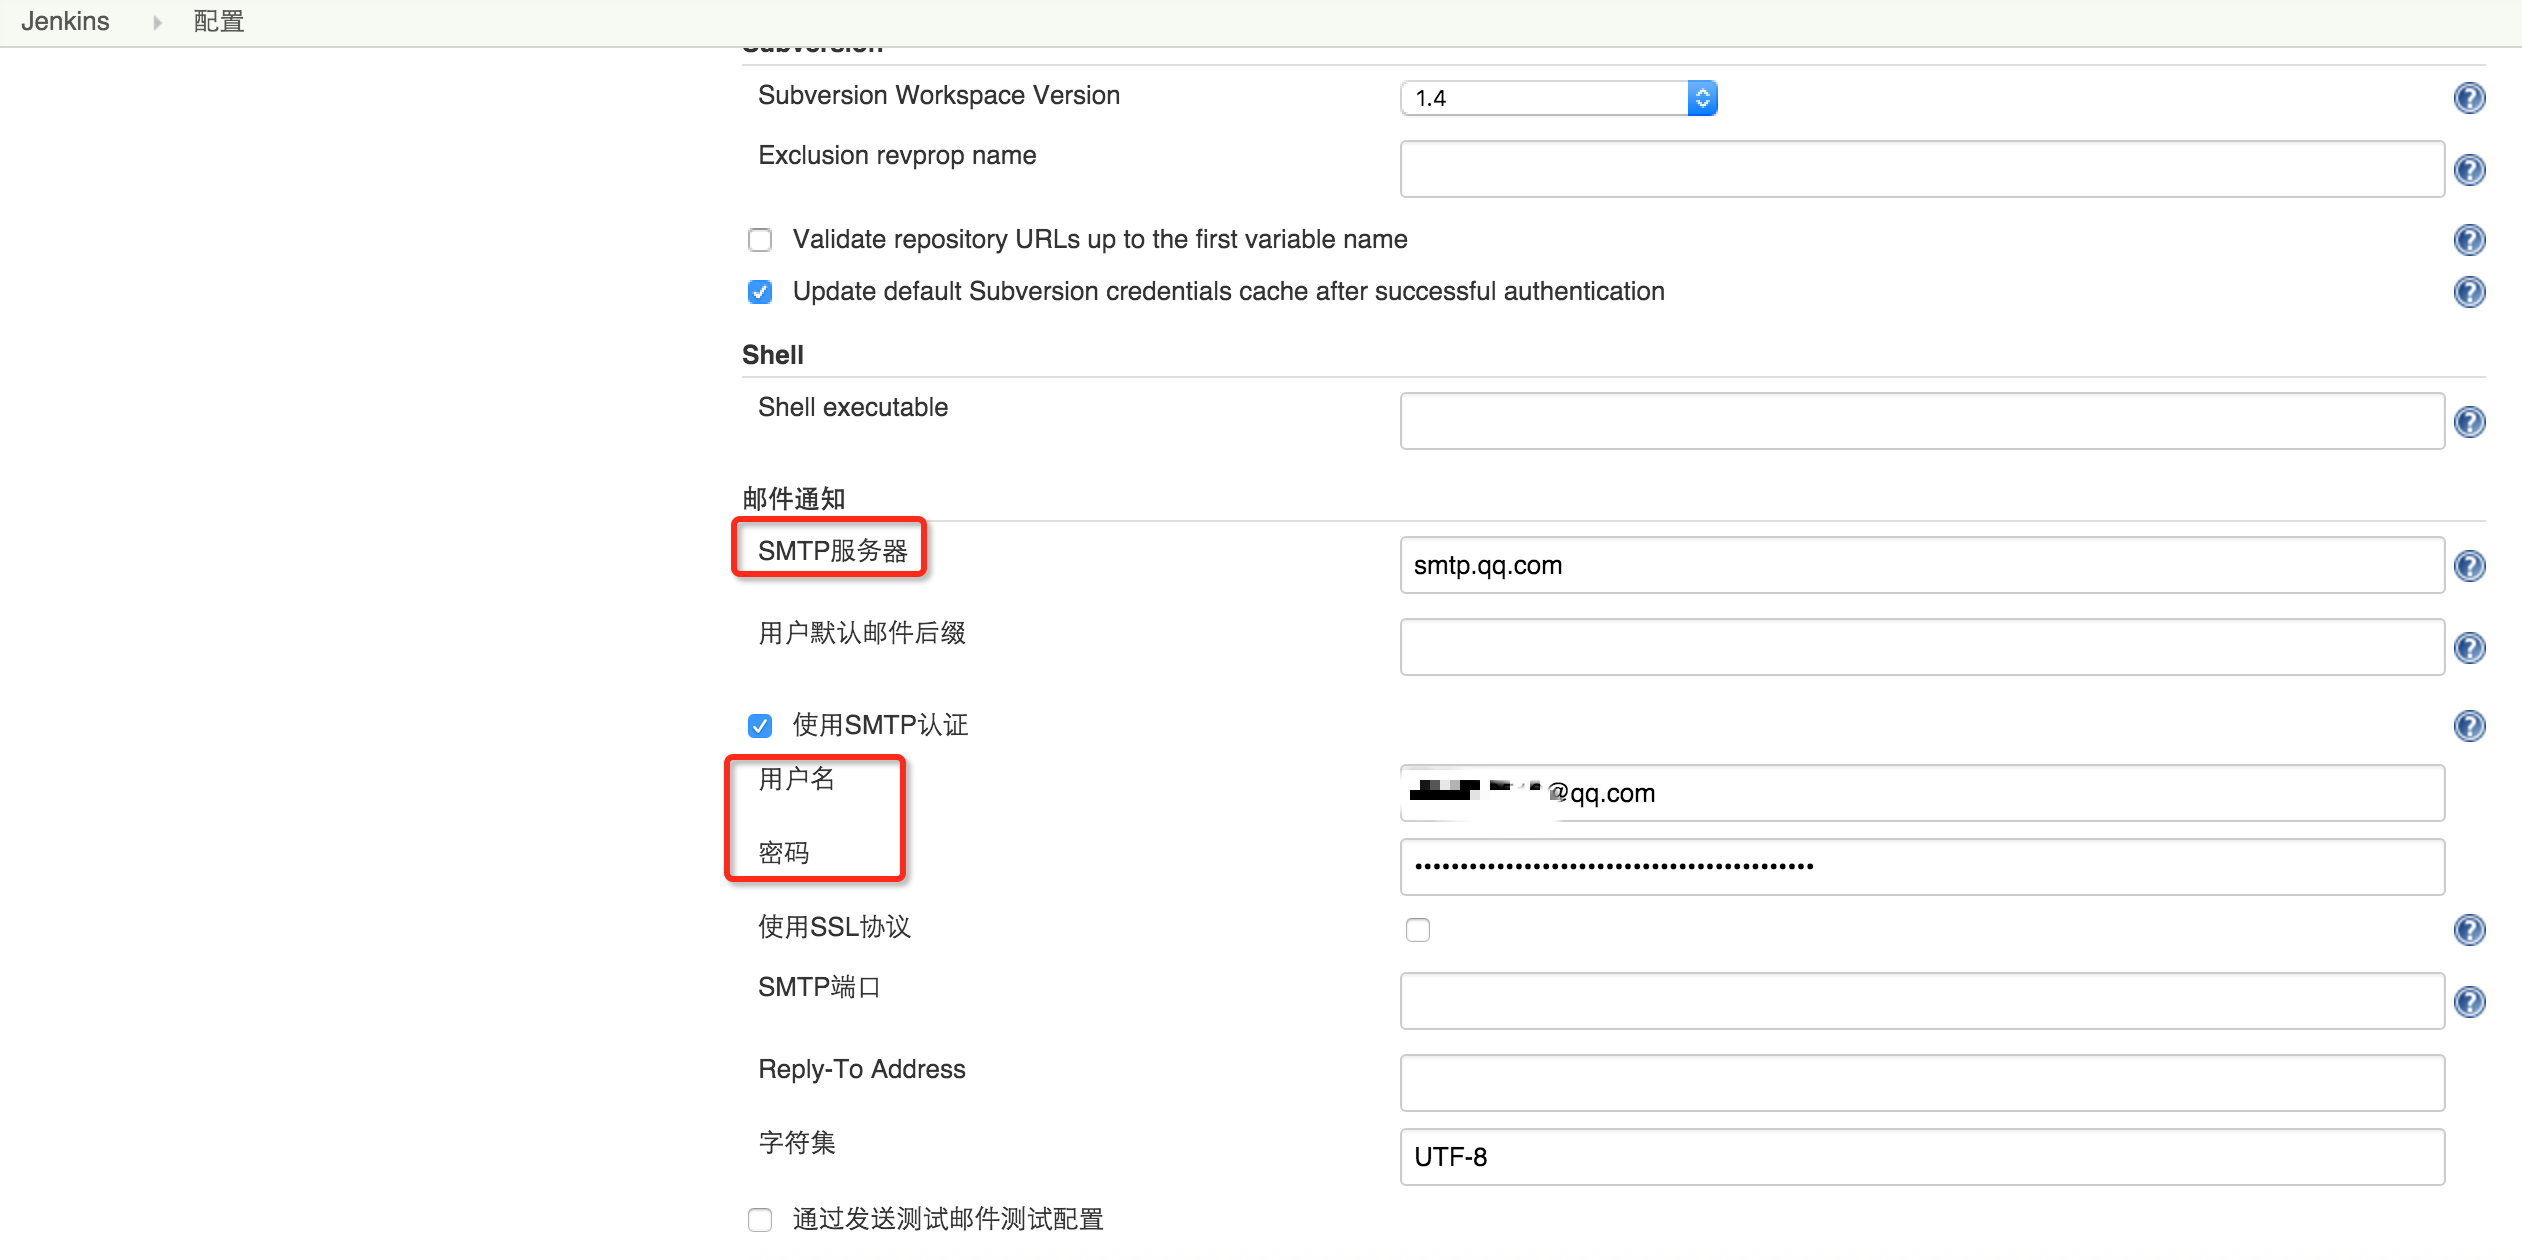 Jenkins 配置
Subversion
Subversion Workspace Version 1.4
Exclusion revprop name
Validate repository URLs up to the first variable name
Update default Subversion credentials cache after successful authentication
Shell
Shell executable
邮件通知
SMTP服务器 smtp.qq.com
用户默认邮件后缀
使用SMTP认证
用户名 @qq.com
密码
使用SSL协议
SMTP端口
Reply-To Address
字符集 UTF-8
通过发送测试邮件测试配置